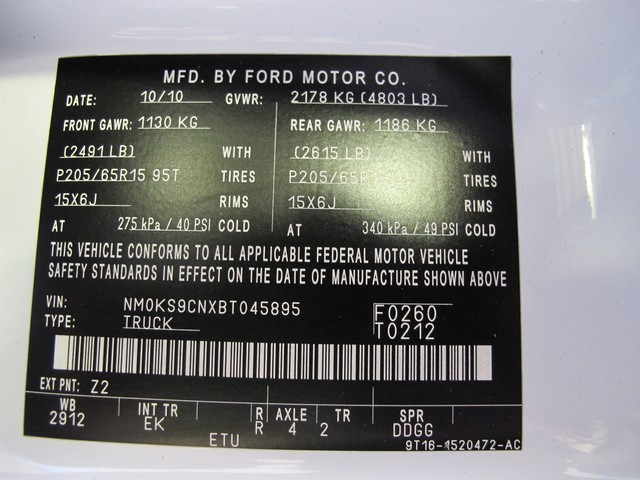 MFD. BY FORD MOTOR CO.
DATE: 10/10 GVWR: 2178 KG (4803 LB)
FRONT GAWR: 1130 KG REAR GAWR: 1186 KG
(2491 LB) WITH (2615 LB) WITH
P205/65R15 95T TIRES P205/65R TIRES
15X6J RIMS 15X6J RIMS
AT 275 kPa / 40 PSI COLD AT 340 kPa / 49 PSI COLD
THIS VEHICLE CONFORMS TO ALL APPLICABLE FEDERAL MOTOR VEHICLE
SAFETY STANDARDS IN EFFECT ON THE DATE OF MANUFACTURE SHOWN ABOVE
VIN: NM0KS9CNXBT045895 F0260
TYPE: TRUCK T0212
EXT PNT: Z2
WB INT TR R AXLE TR SPR
2912 EK R 4 2 DDGG
ETU 9T16-1520472-AC